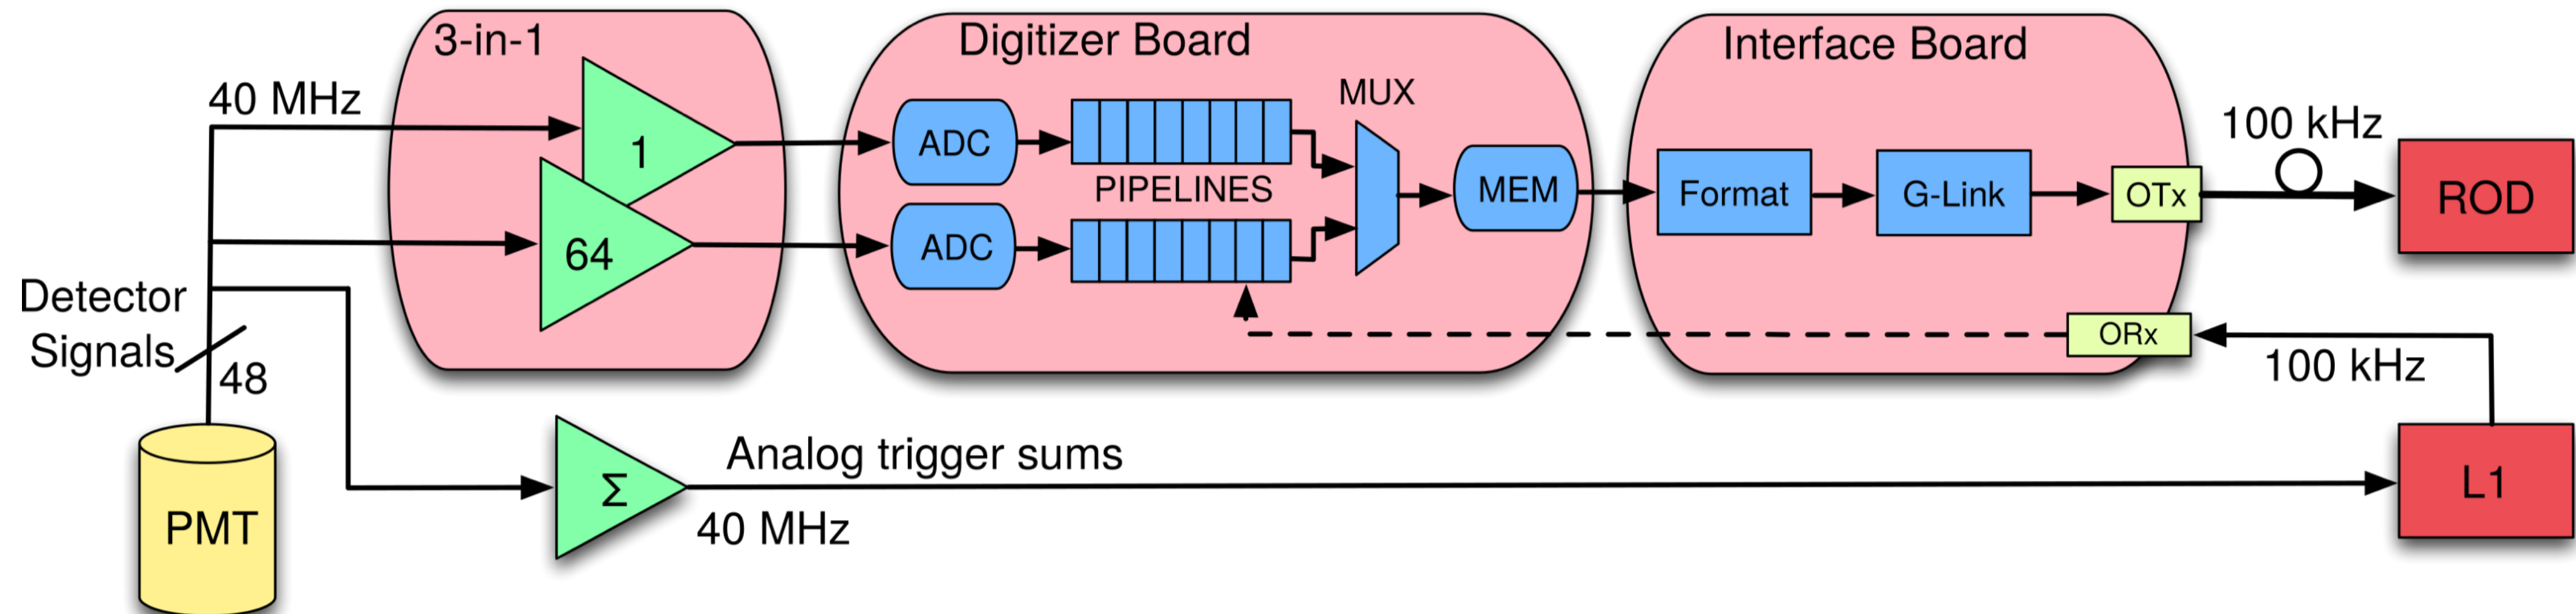 3-in-1
Digitizer Board
Interface Board
40 MHz
1
64
ADC
ADC
PIPELINES
MUX
MEM
Format
G-Link
OTx
100 kHz
ROD
Detector
Signals
48
ORx
100 kHz
PMT
Σ
Analog trigger sums
40 MHz
L1